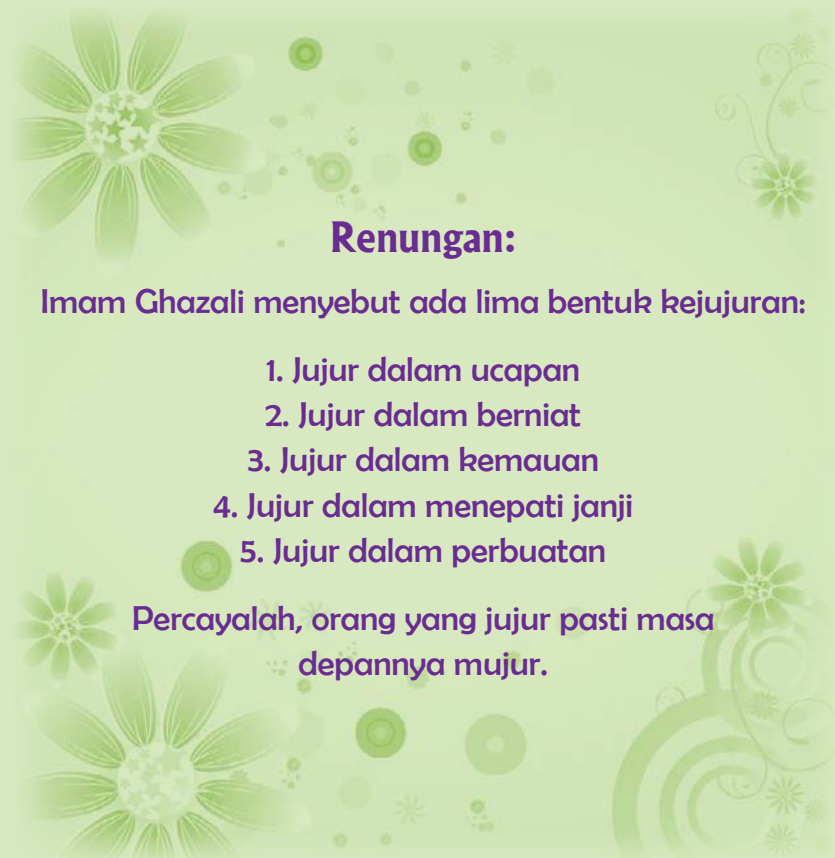 Renungan:
Imam Ghazali menyebut ada lima bentuk kejujuran:
1. Jujur dalam ucapan
2. Jujur dalam berniat
3. Jujur dalam kemauan
4. Jujur dalam menepati janji
5. Jujur dalam perbuatan
Percayalah, orang yang jujur pasti masa
depannya mujur.